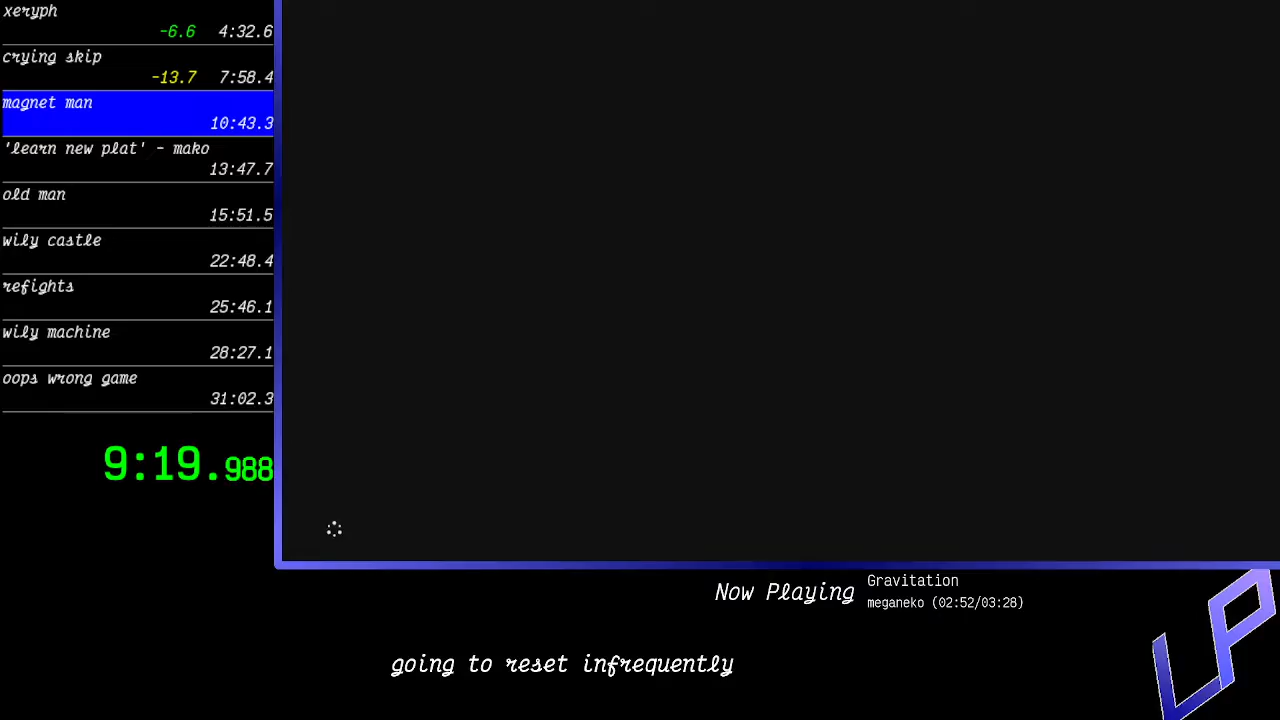 xeryph
-6.6 4:32.6
crying skip
-13.7 7:58.4
magnet man
10:43.3
'learn new plat' - mako
13:47.7
old man
15:51.5
wily castle
22:48.4
refights
25:46.1
wily machine
28:27.1
oops wrong game
31:02.3
9:19.988
Now Playing
Gravitation
meganeko (02:52/03:28)
going to reset infrequently
LP